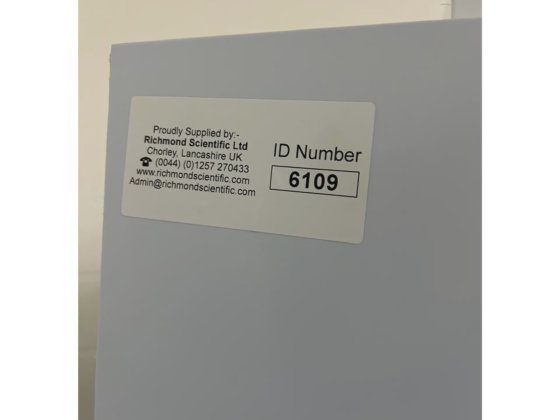 Proudly Supplied by:-
Richmond Scientific Ltd
Chorley, Lancashire UK
☎ (0044) (0)1257 270433
www.richmondscientific.com
Admin@richmondscientific.com
ID Number
6109